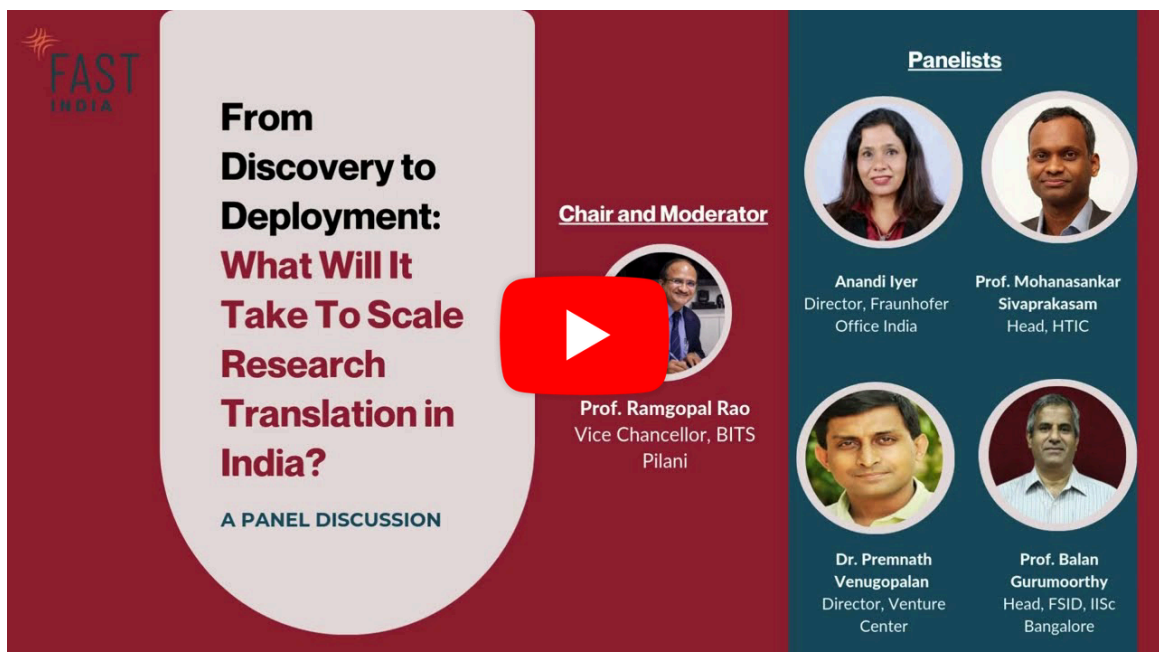 FAST
INDIA
From
Discovery to
Deployment:
What Will It
Take To Scale
Research
Translation in
India?
A PANEL DISCUSSION
Chair and Moderator
Prof. Ramgopal Rao
Vice Chancellor, BITS
Pilani
Panelists
Anandi Iyer
Director, Fraunhofer
Office India
Prof. Mohanasankar
Sivaprakasam
Head, HTIC
Dr. Premnath
Venugopalan
Director, Venture
Center
Prof. Balan
Gurumoorthy
Head, FSID, IISc
Bangalore